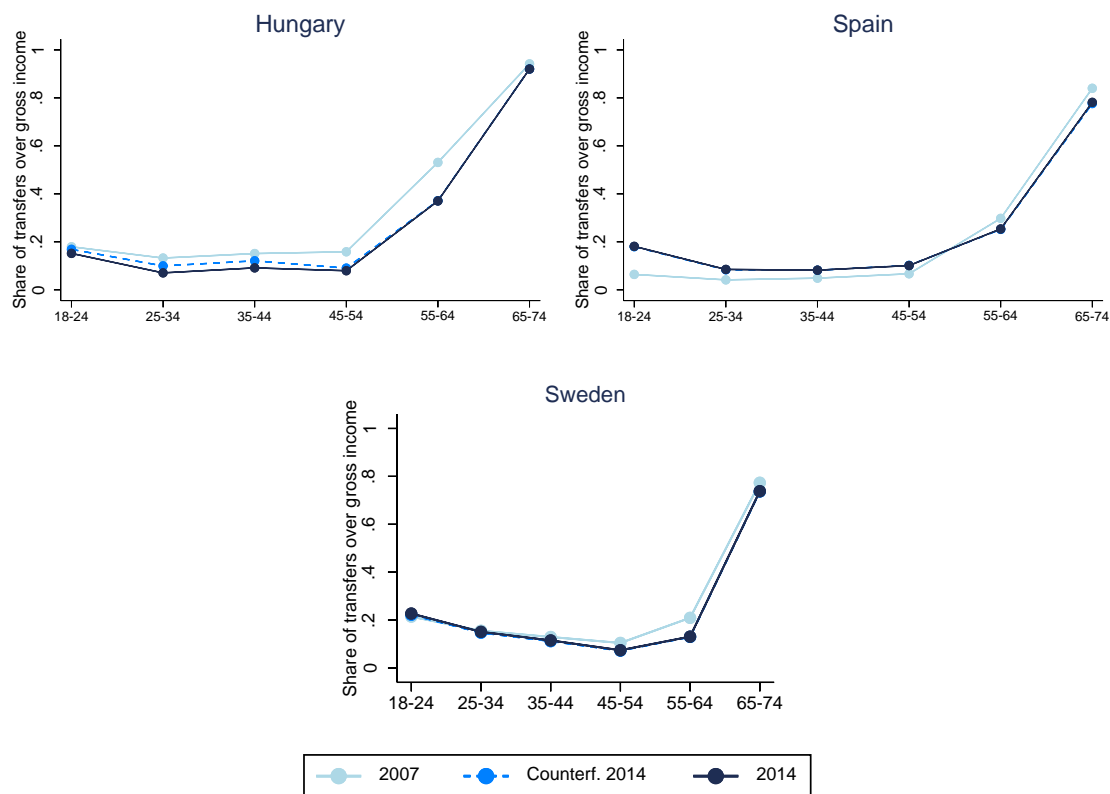 Hungary
Share of transfers over gross income
1
.8
.6
.4
.2
0
18-24 25-34 35-44 45-54 55-64 65-74
Spain
Share of transfers over gross income
1
.8
.6
.4
.2
0
18-24 25-34 35-44 45-54 55-64 65-74
Sweden
Share of transfers over gross income
1
.8
.6
.4
.2
0
18-24 25-34 35-44 45-54 55-64 65-74
2007 Counterf. 2014 2014